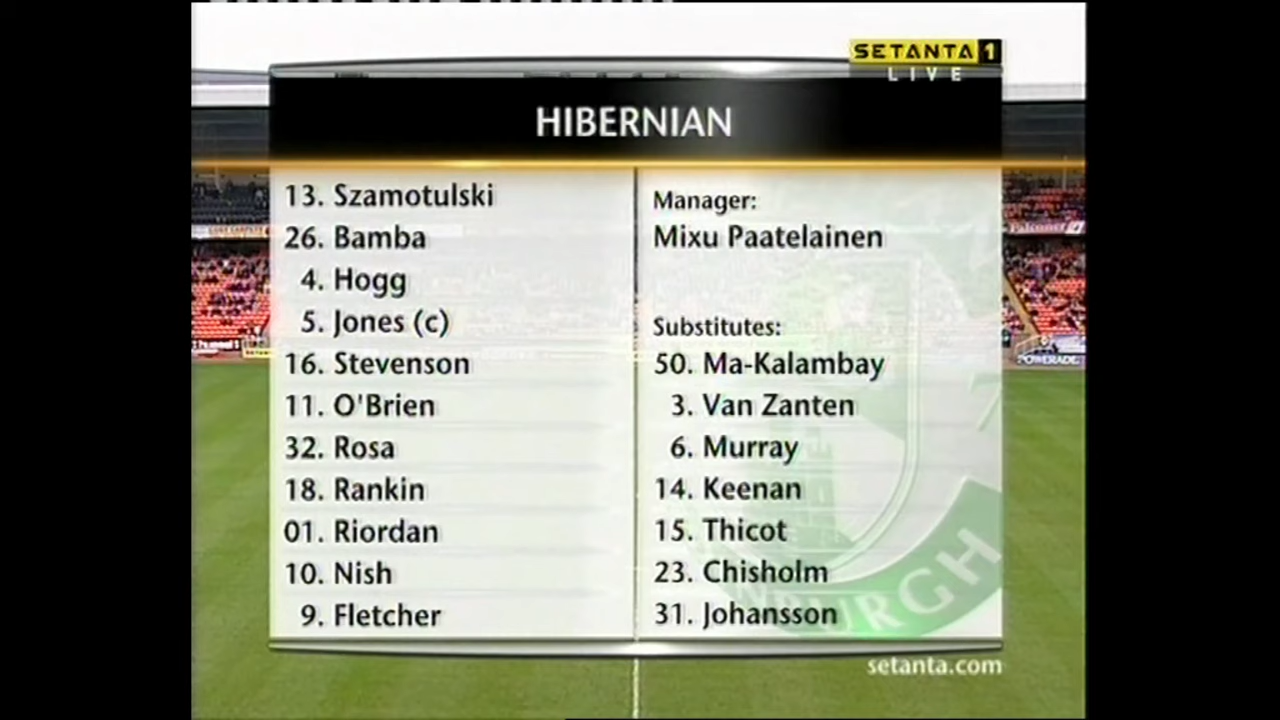 SETANTA 1
LIVE
HIBERNIAN
13. Szamotulski
26. Bamba
4. Hogg
5. Jones (c)
16. Stevenson
11. O'Brien
32. Rosa
18. Rankin
01. Riordan
10. Nish
9. Fletcher
Manager:
Mixu Paatelainen
Substitutes:
50. Ma-Kalambay
3. Van Zanten
6. Murray
14. Keenan
15. Thicot
23. Chisholm
31. Johansson
BURGH
POWERADE
setanta.com